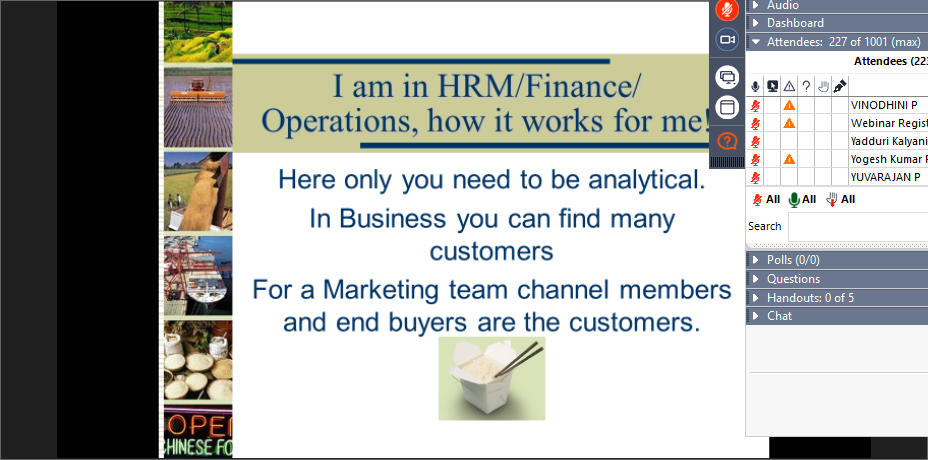 I am in HRM/Finance/
Operations, how it works for me!
Here only you need to be analytical.
In Business you can find many
customers
For a Marketing team channel members
and end buyers are the customers.
OPE
CHINESE FO
Audio
Dashboard
Attendees: 227 of 1001 (max)
Attendees (223
VINODHINI P
Webinar Regist
Yadduri Kalyani
Yogesh Kumar
YUVARAJAN P
All All All
Search
Polls (0/0)
Questions
Handouts: 0 of 5
Chat